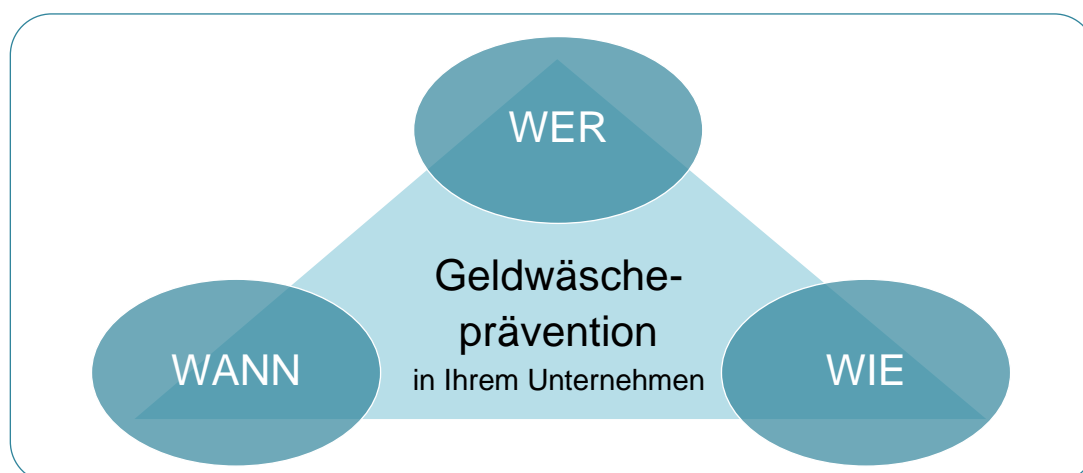 WER
Geldwäsche-
prävention
in Ihrem Unternehmen
WANN
WIE